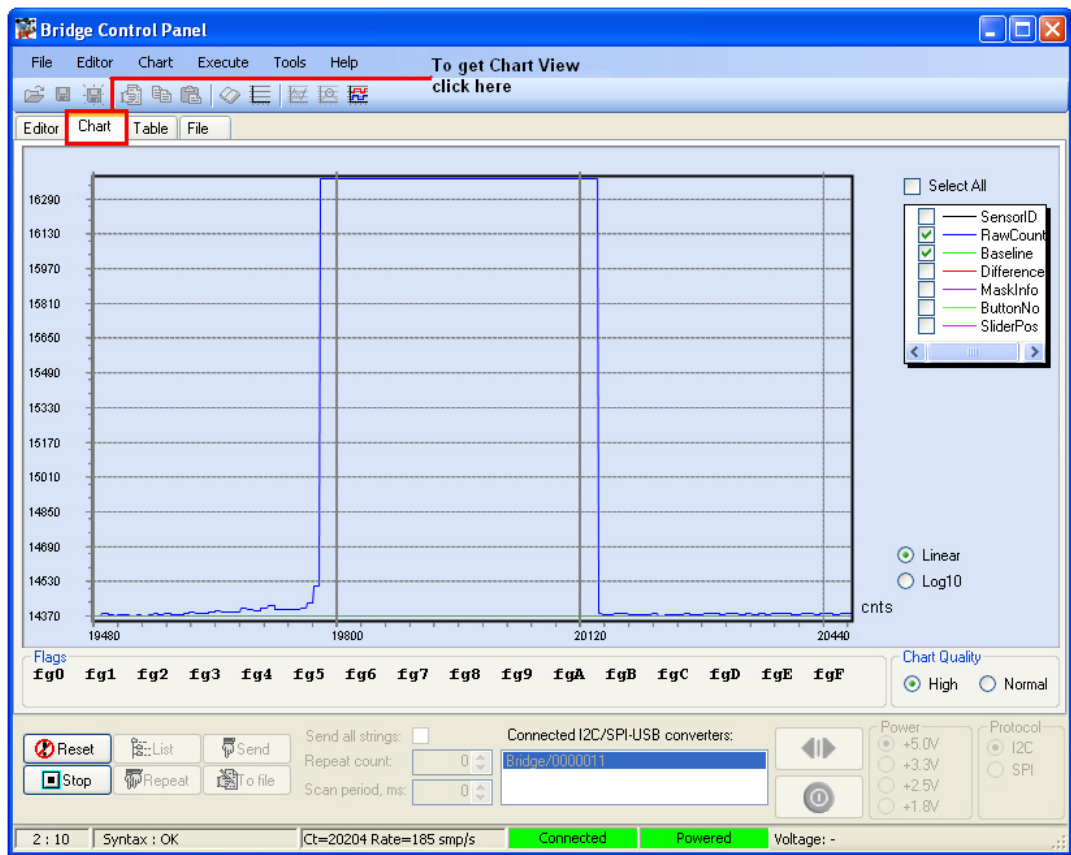 Bridge Control Panel
File Editor Chart Execute Tools Help
To get Chart View
click here
Editor Chart Table File
16290
16130
15970
15810
15650
15490
15330
15170
15010
14850
14690
14530
14370
19480 19800 20120 20440
cnts
Select All
SensorID
RawCount
Baseline
Difference
MaskInfo
ButtonNo
SliderPos
Linear
Log10
Flags
fg0 fg1 fg2 fg3 fg4 fg5 fg6 fg7 fg8 fg9 fgA fgB fgC fgD fgE fgF
Chart Quality
High Normal
Reset List Send
Stop Repeat To file
Send all strings:
Repeat count: 0
Scan period, ms: 0
Connected I2C/SPI-USB converters:
Bridge/0000011
Power
+5.0V
+3.3V
+2.5V
+1.8V
Protocol
I2C
SPI
2 : 10 Syntax : OK Ct=20204 Rate=185 smp/s Connected Powered Voltage: -